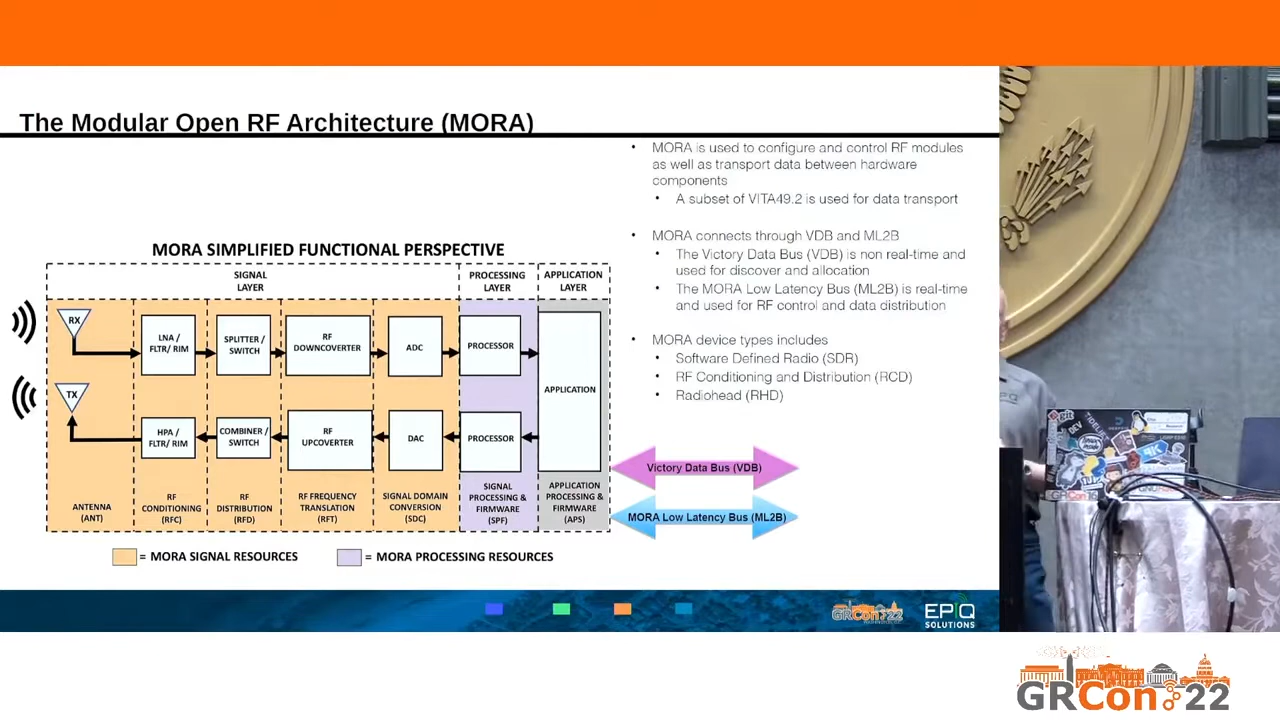 The Modular Open RF Architecture (MORA)
• MORA is used to configure and control RF modules
as well as transport data between hardware
components
• A subset of VITA49.2 is used for data transport
• MORA connects through VDB and ML2B
• The Victory Data Bus (VDB) is non real-time and
used for discover and allocation
• The MORA Low Latency Bus (ML2B) is real-time
and used for RF control and data distribution
• MORA device types includes
• Software Defined Radio (SDR)
• RF Conditioning and Distribution (RCD)
• Radiohead (RHD)
MORA SIMPLIFIED FUNCTIONAL PERSPECTIVE
SIGNAL
LAYER
PROCESSING
LAYER
APPLICATION
LAYER
RX
LNA /
FLTR/ RIM
SPLITTER /
SWITCH
RF
DOWNCOVERTER
ADC
PROCESSOR
APPLICATION
TX
HPA /
FLTR/ RIM
COMBINER /
SWITCH
RF
UPCOVERTER
DAC
PROCESSOR
ANTENNA
(ANT)
RF
CONDITIONING
(RFC)
RF
DISTRIBUTION
(RFD)
RF FREQUENCY
TRANSLATION
(RFT)
SIGNAL DOMAIN
CONVERSION
(SDC)
SIGNAL
PROCESSING &
FIRMWARE
(SPF)
APPLICATION
PROCESSING &
FIRMWARE
(APS)
Victory Data Bus (VDB)
MORA Low Latency Bus (ML2B)
= MORA SIGNAL RESOURCES
= MORA PROCESSING RESOURCES
GRCon 22
EPIQ
SOLUTIONS
GRCon 22